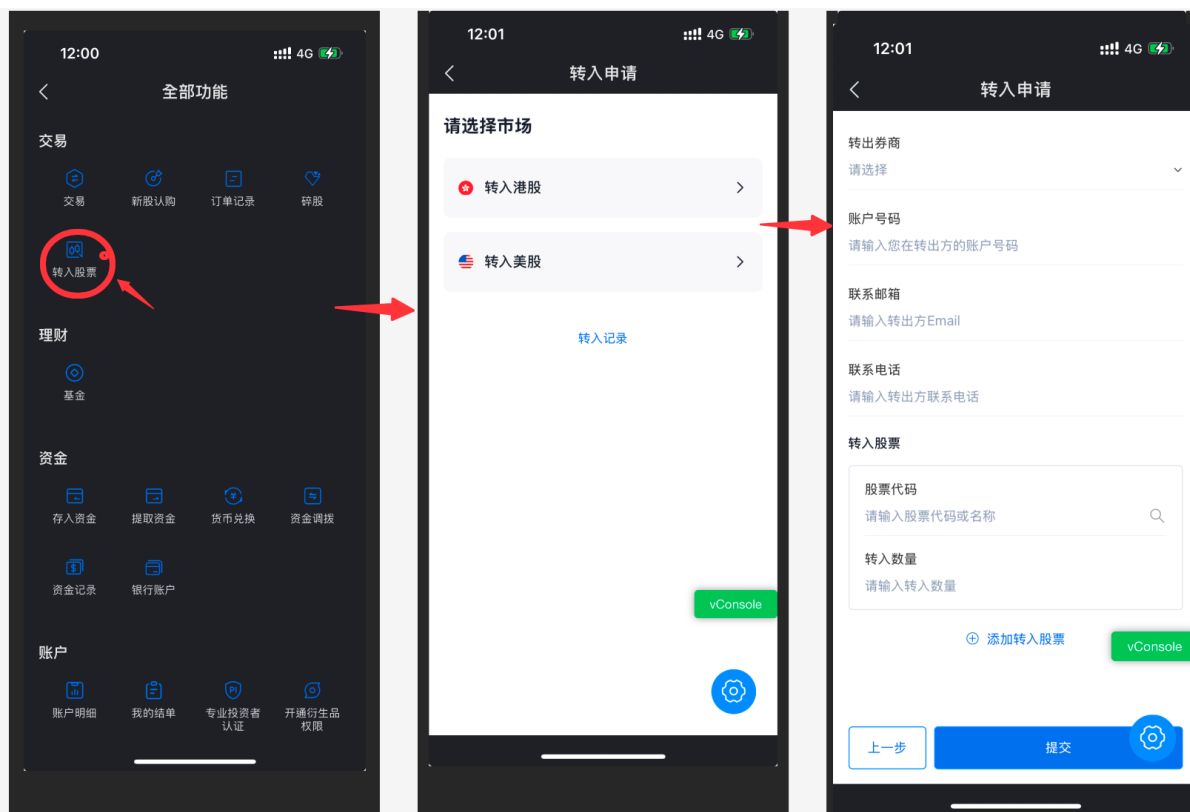 12:00
4G
全部功能
交易
交易
新股认购
订单记录
碎股
转入股票
理财
基金
资金
存入资金
提取资金
货币兑换
资金调拨
资金记录
银行账户
账户
账户明细
我的结单
专业投资者
认证
开通衍生品
权限
12:01
4G
转入申请
请选择市场
转入港股
转入美股
转入记录
vConsole
12:01
4G
转入申请
转出券商
请选择
账户号码
请输入您在转出方的账户号码
联系邮箱
请输入转出方Email
联系电话
请输入转出方联系电话
转入股票
股票代码
请输入股票代码或名称
转入数量
请输入转入数量
添加转入股票
vConsole
上一步
提交